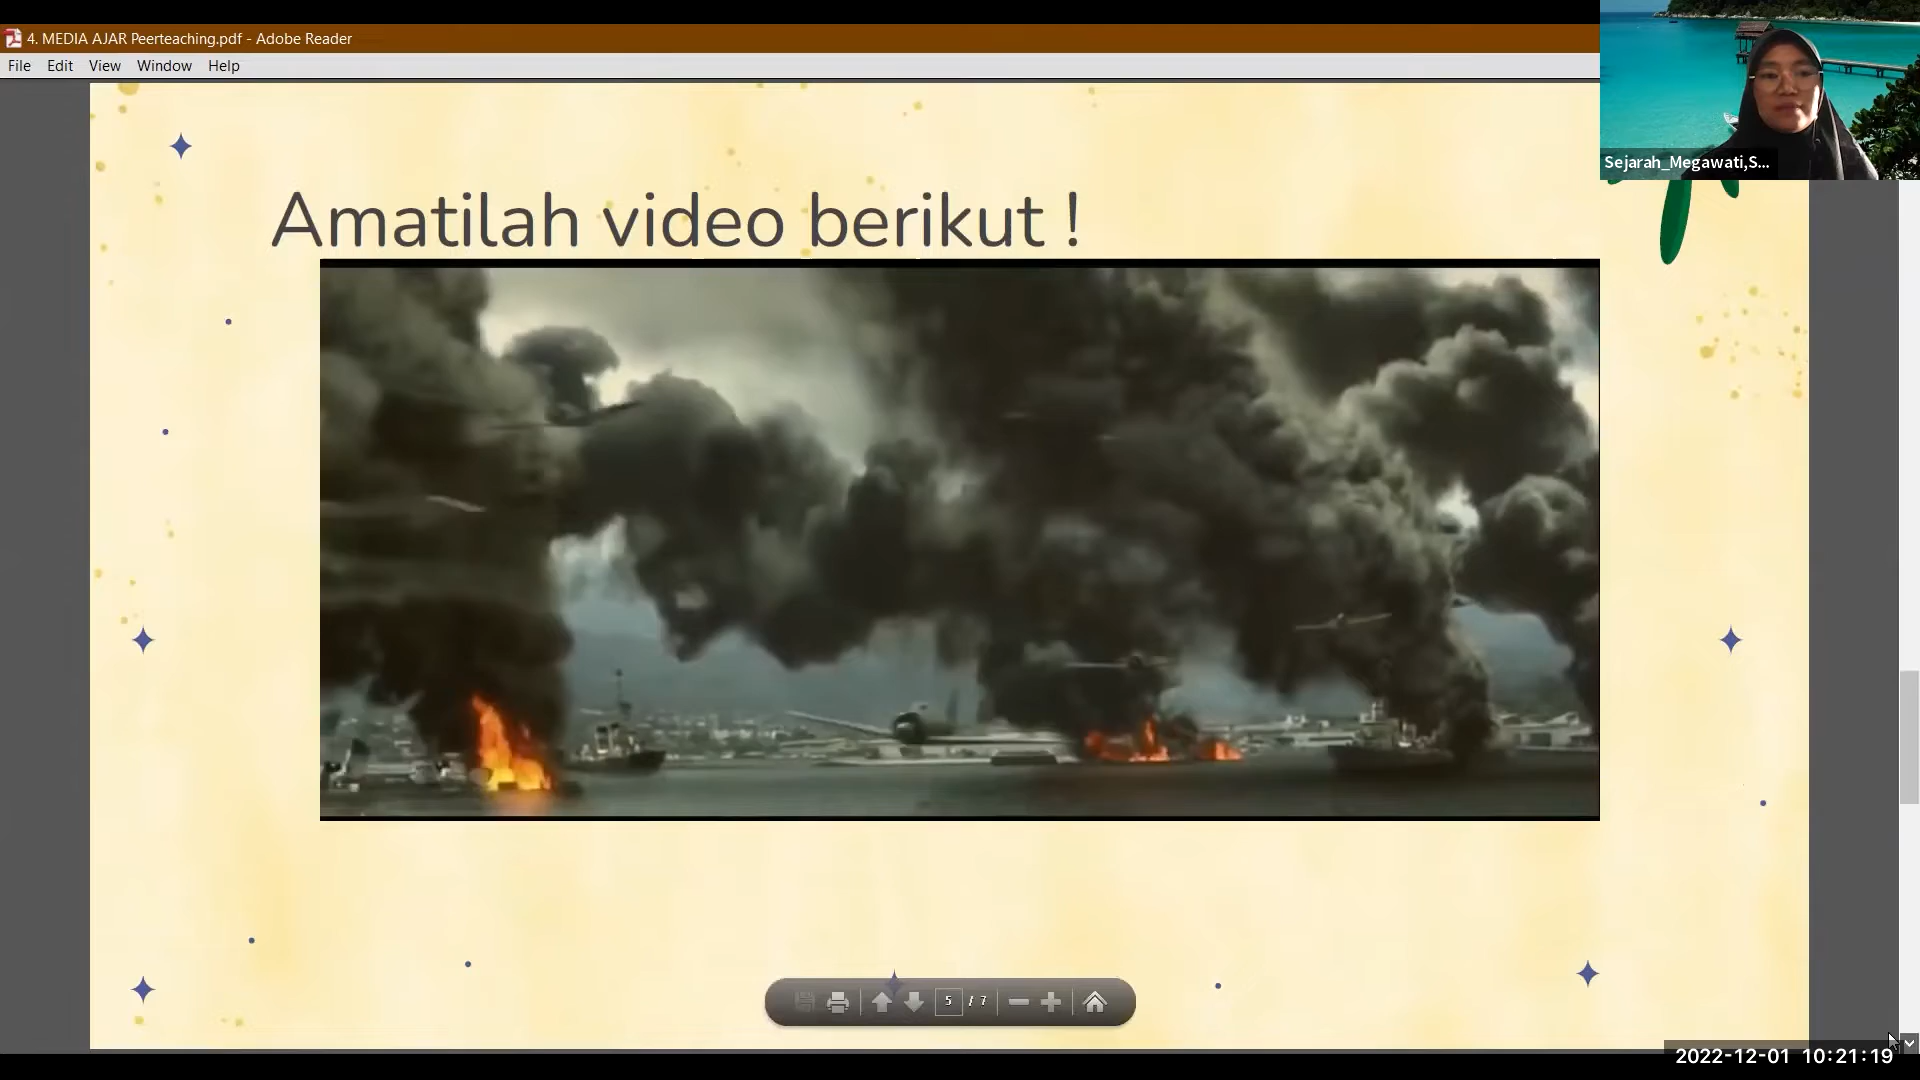 4. MEDIA AJAR Peerteaching.pdf - Adobe Reader
File Edit View Window Help
Sejarah_Megawati,S...
Amatilah video berikut !
5 / 7
2022-12-01 10:21:19